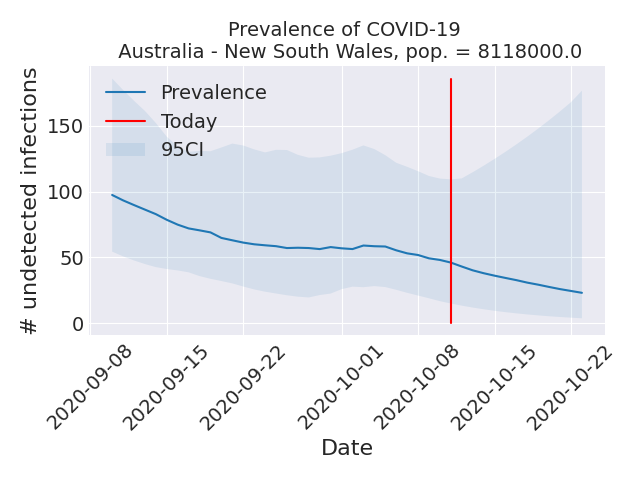 Prevalence of COVID-19
Australia - New South Wales, pop. = 8118000.0
Prevalence
Today
95CI
150
100
50
0
# undetected infections
2020-09-08
2020-09-15
2020-09-22
2020-10-01
2020-10-08
2020-10-15
2020-10-22
Date